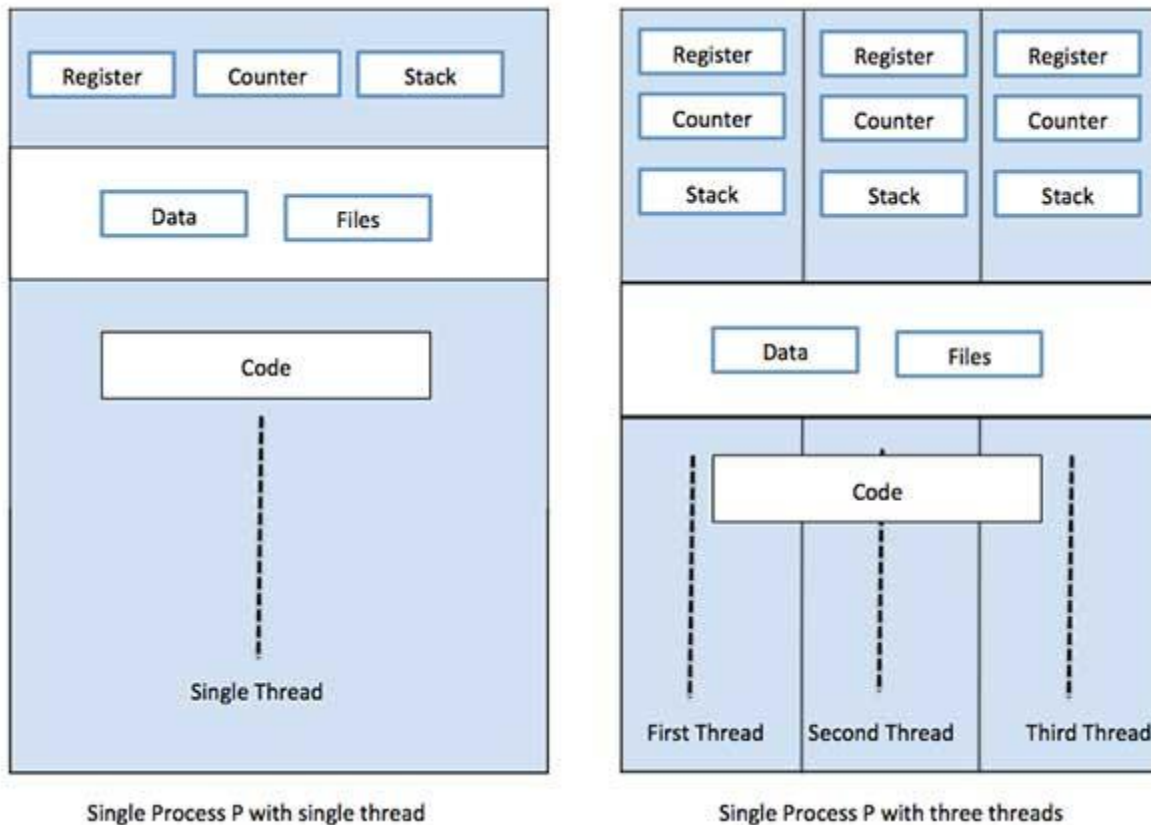 Register Counter Stack
Data Files
Code
Single Thread
Single Process P with single thread
Register Register Register
Counter Counter Counter
Stack Stack Stack
Data Files
Code
First Thread Second Thread Third Thread
Single Process P with three threads